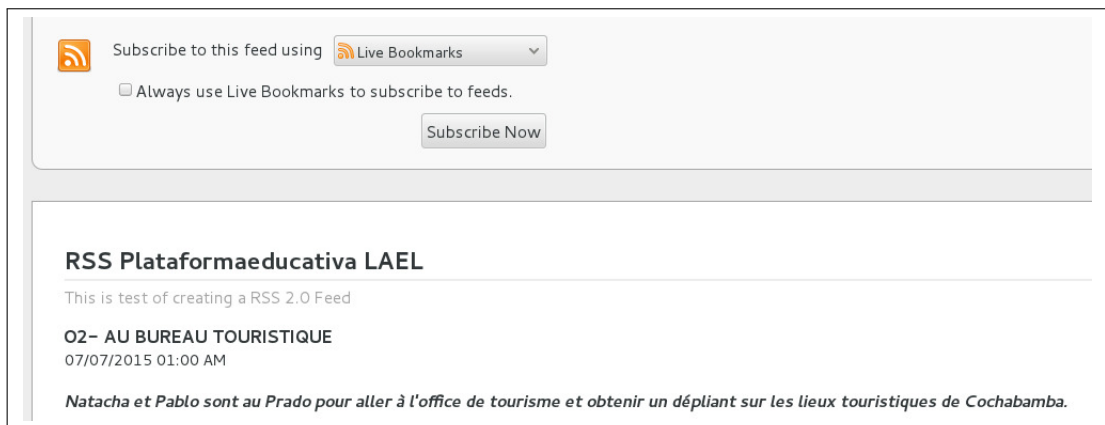 Subscribe to this feed using Live Bookmarks
Always use Live Bookmarks to subscribe to feeds.
Subscribe Now
RSS Plataformaeducativa LAEL
This is test of creating a RSS 2.0 Feed
02- AU BUREAU TOURISTIQUE
07/07/2015 01:00 AM
Natacha et Pablo sont au Prado pour aller à l'office de tourisme et obtenir un dépliant sur les lieux touristiques de Cochabamba.